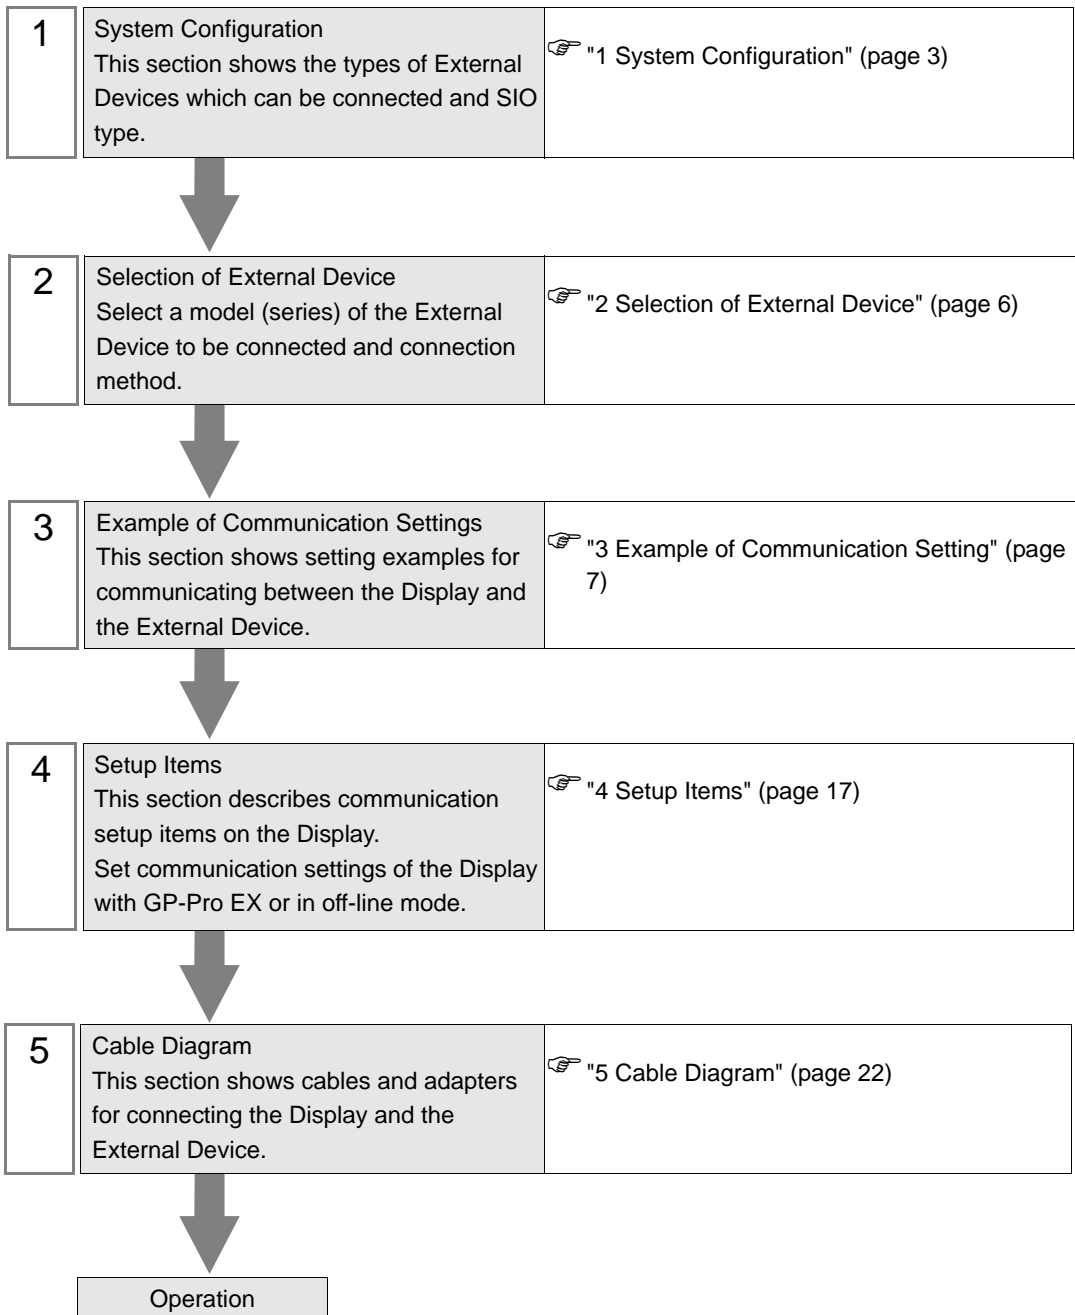 1
System Configuration
This section shows the types of External
Devices which can be connected and SIO
type.
"1 System Configuration" (page 3)
2
Selection of External Device
Select a model (series) of the External
Device to be connected and connection
method.
"2 Selection of External Device" (page 6)
3
Example of Communication Settings
This section shows setting examples for
communicating between the Display and
the External Device.
"3 Example of Communication Setting" (page
7)
4
Setup Items
This section describes communication
setup items on the Display.
Set communication settings of the Display
with GP-Pro EX or in off-line mode.
"4 Setup Items" (page 17)
5
Cable Diagram
This section shows cables and adapters
for connecting the Display and the
External Device.
"5 Cable Diagram" (page 22)
Operation